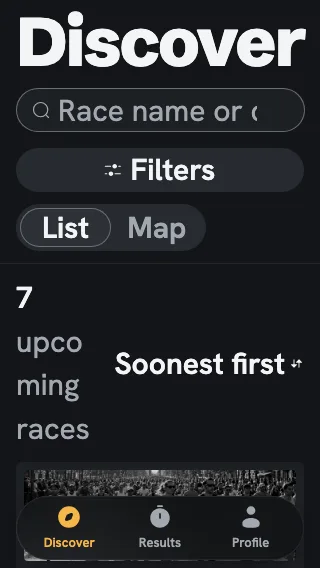 Discover
Race name or c
Filters
List Map
7
upco
ming
races
Soonest first
Discover Results Profile